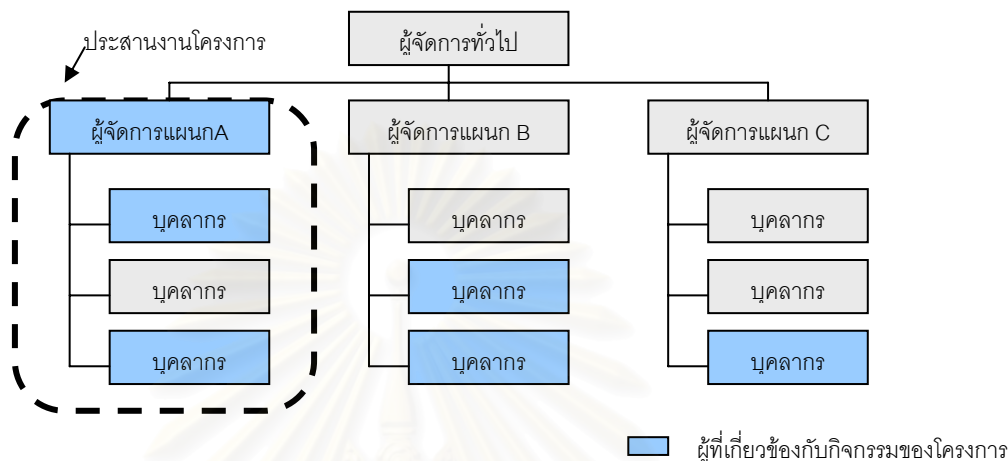 ประสานงานโครงการ
ผู้จัดการทั่วไป
ผู้จัดการแผนกA
ผู้จัดการแผนก B
ผู้จัดการแผนก C
บุคลากร
บุคลากร
บุคลากร
บุคลากร
บุคลากร
บุคลากร
บุคลากร
บุคลากร
บุคลากร
ผู้ที่เกี่ยวข้องกับกิจกรรมของโครงการ